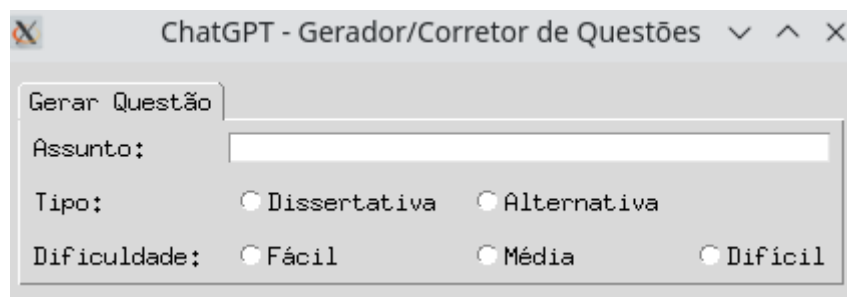 ChatGPT - Gerador/Corretor de Questões
Gerar Questão
Assunto:
Tipo: Dissertativa Alternativa
Dificuldade: Fácil Média Difícil